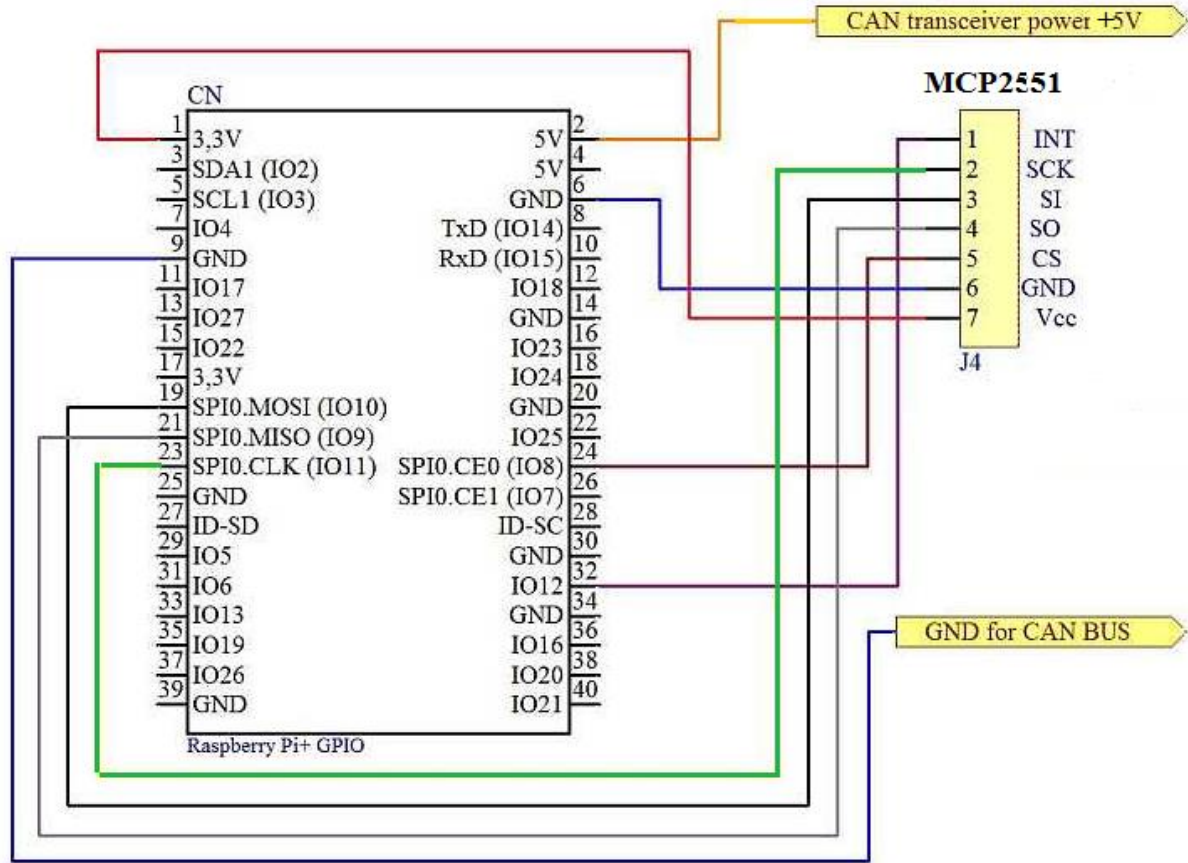 CAN transceiver power +5V
MCP2551
CN
1 3,3V 5V 2
3 SDA1 (IO2) 5V 4
5 SCL1 (IO3) GND 6
7 IO4 TxD (IO14) 8
9 GND RxD (IO15) 10
11 IO17 IO18 12
13 IO27 GND 14
15 IO22 IO23 16
17 3,3V IO24 18
19 SPI0.MOSI (IO10) GND 20
21 SPI0.MISO (IO9) IO25 22
23 SPI0.CLK (IO11) SPI0.CE0 (IO8) 24
25 GND SPI0.CE1 (IO7) 26
27 ID-SD ID-SC 28
29 IO5 GND 30
31 IO6 IO12 32
33 IO13 GND 34
35 IO19 IO16 36
37 IO26 IO20 38
39 GND IO21 40
Raspberry Pi+ GPIO
1 INT
2 SCK
3 SI
4 SO
5 CS
6 GND
7 Vcc
J4
GND for CAN BUS